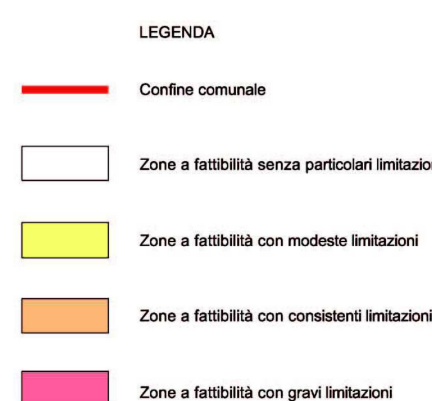 LEGENDA
Confine comunale
Zone a fattibilità senza particolari limitazio
Zone a fattibilità con modeste limitazioni
Zone a fattibilità con consistenti limitazioni
Zone a fattibilità con gravi limitazioni